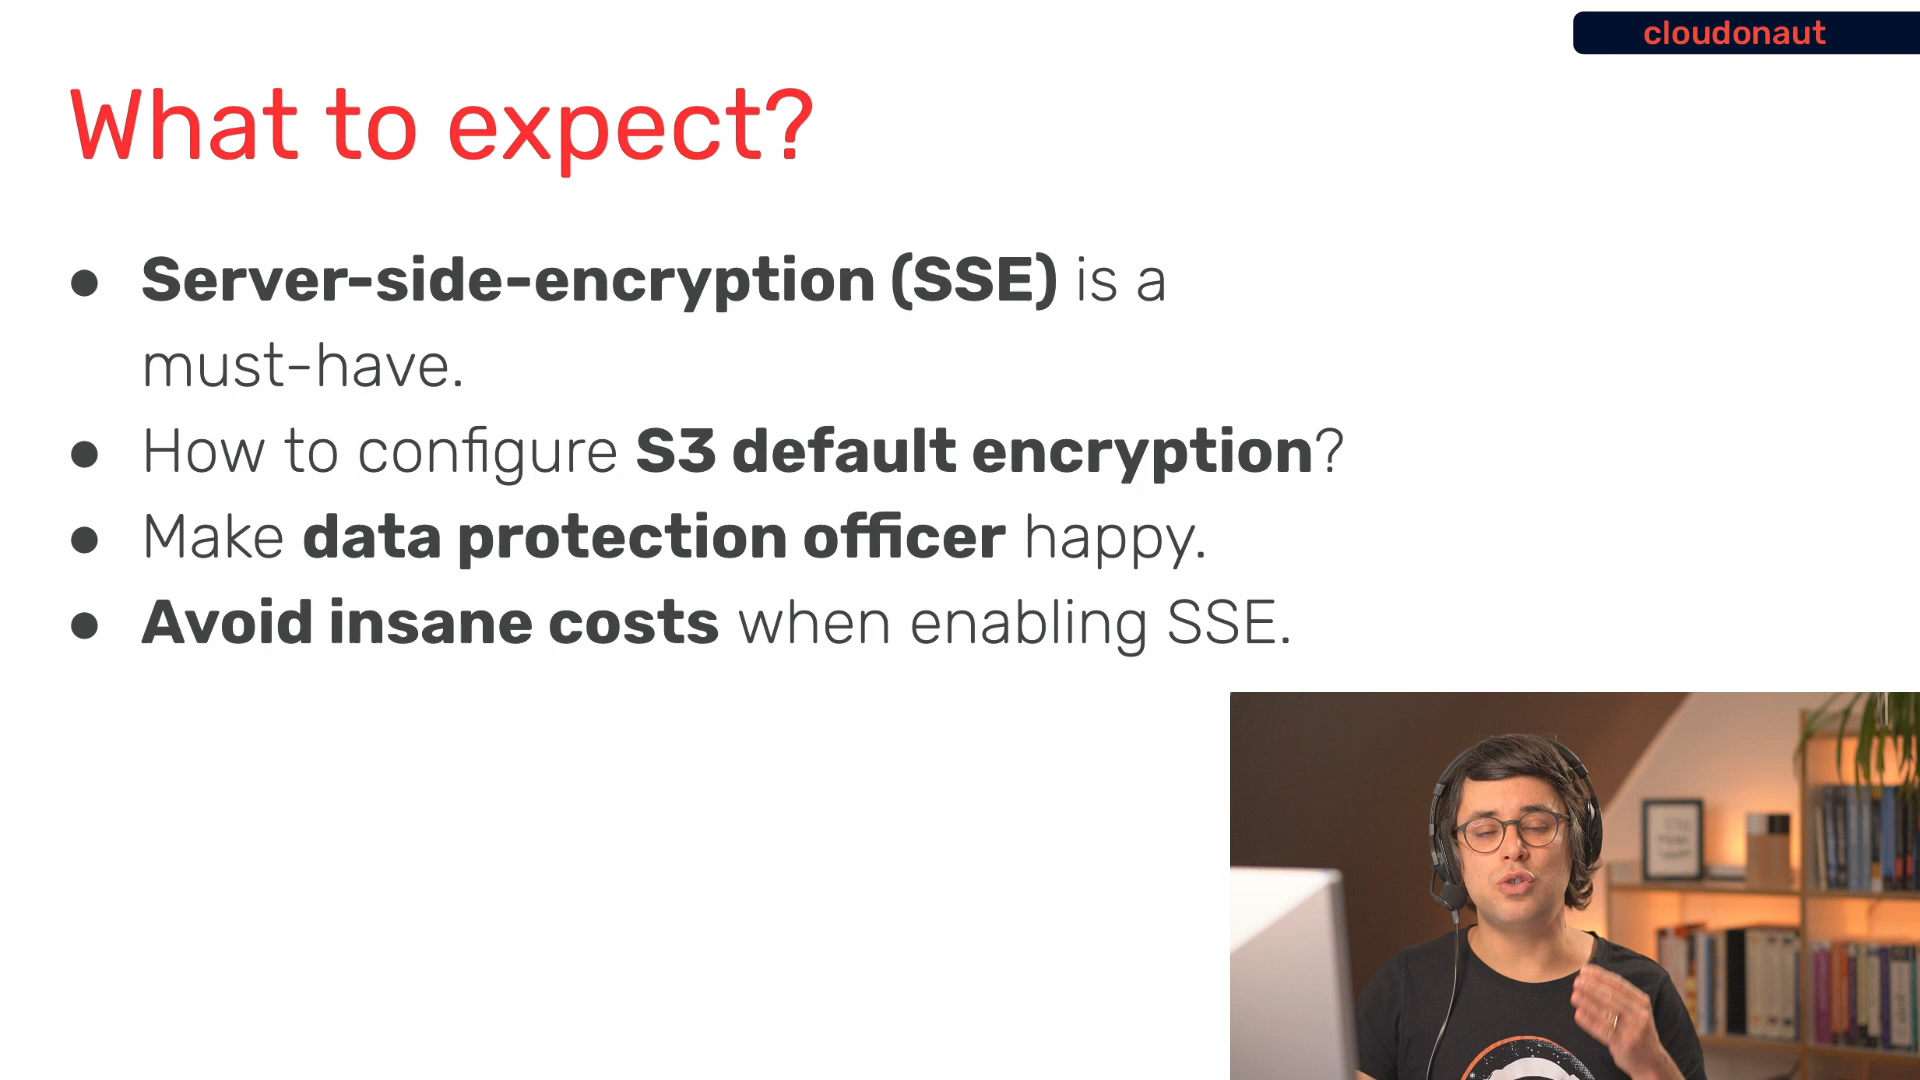 cloudonaut
What to expect?
● Server-side-encryption (SSE) is a
must-have.
● How to configure S3 default encryption?
● Make data protection officer happy.
● Avoid insane costs when enabling SSE.